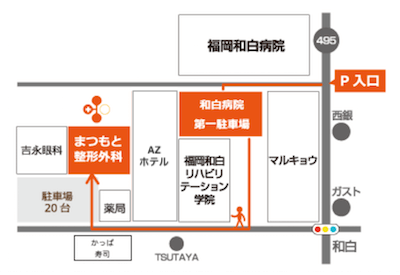 福岡和白病院
495
P 入口
和白病院
第一駐車場
西銀
吉永眼科
まつもと
整形外科
AZ
ホテル
福岡和白
リハビリ
テーション
学院
マルキョウ
ガスト
駐車場
20台
薬局
和白
かっぱ
寿司
TSUTAYA